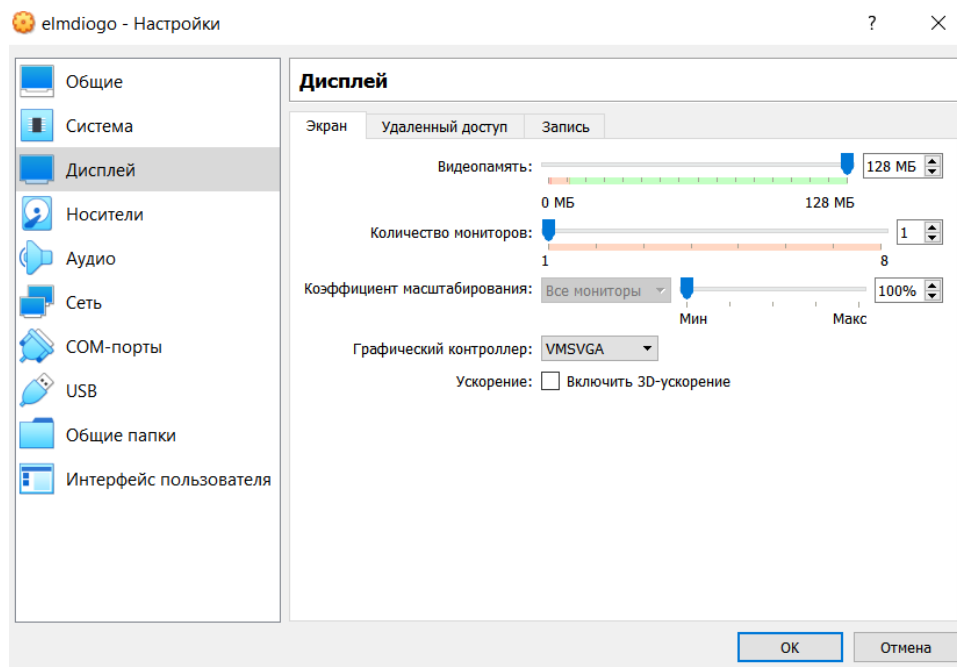 elmdiogo - Настройки
?
Общие
Система
Дисплей
Носители
Аудио
Сеть
COM-порты
USB
Общие папки
Интерфейс пользователя
Дисплей
Экран Удаленный доступ Запись
Видеопамять: 128 МБ
0 МБ 128 МБ
Количество мониторов: 1
1 8
Коэффициент масштабирования: Все мониторы 100%
Мин Макс
Графический контроллер: VMSVGA
Ускорение: Включить 3D-ускорение
OK Отмена